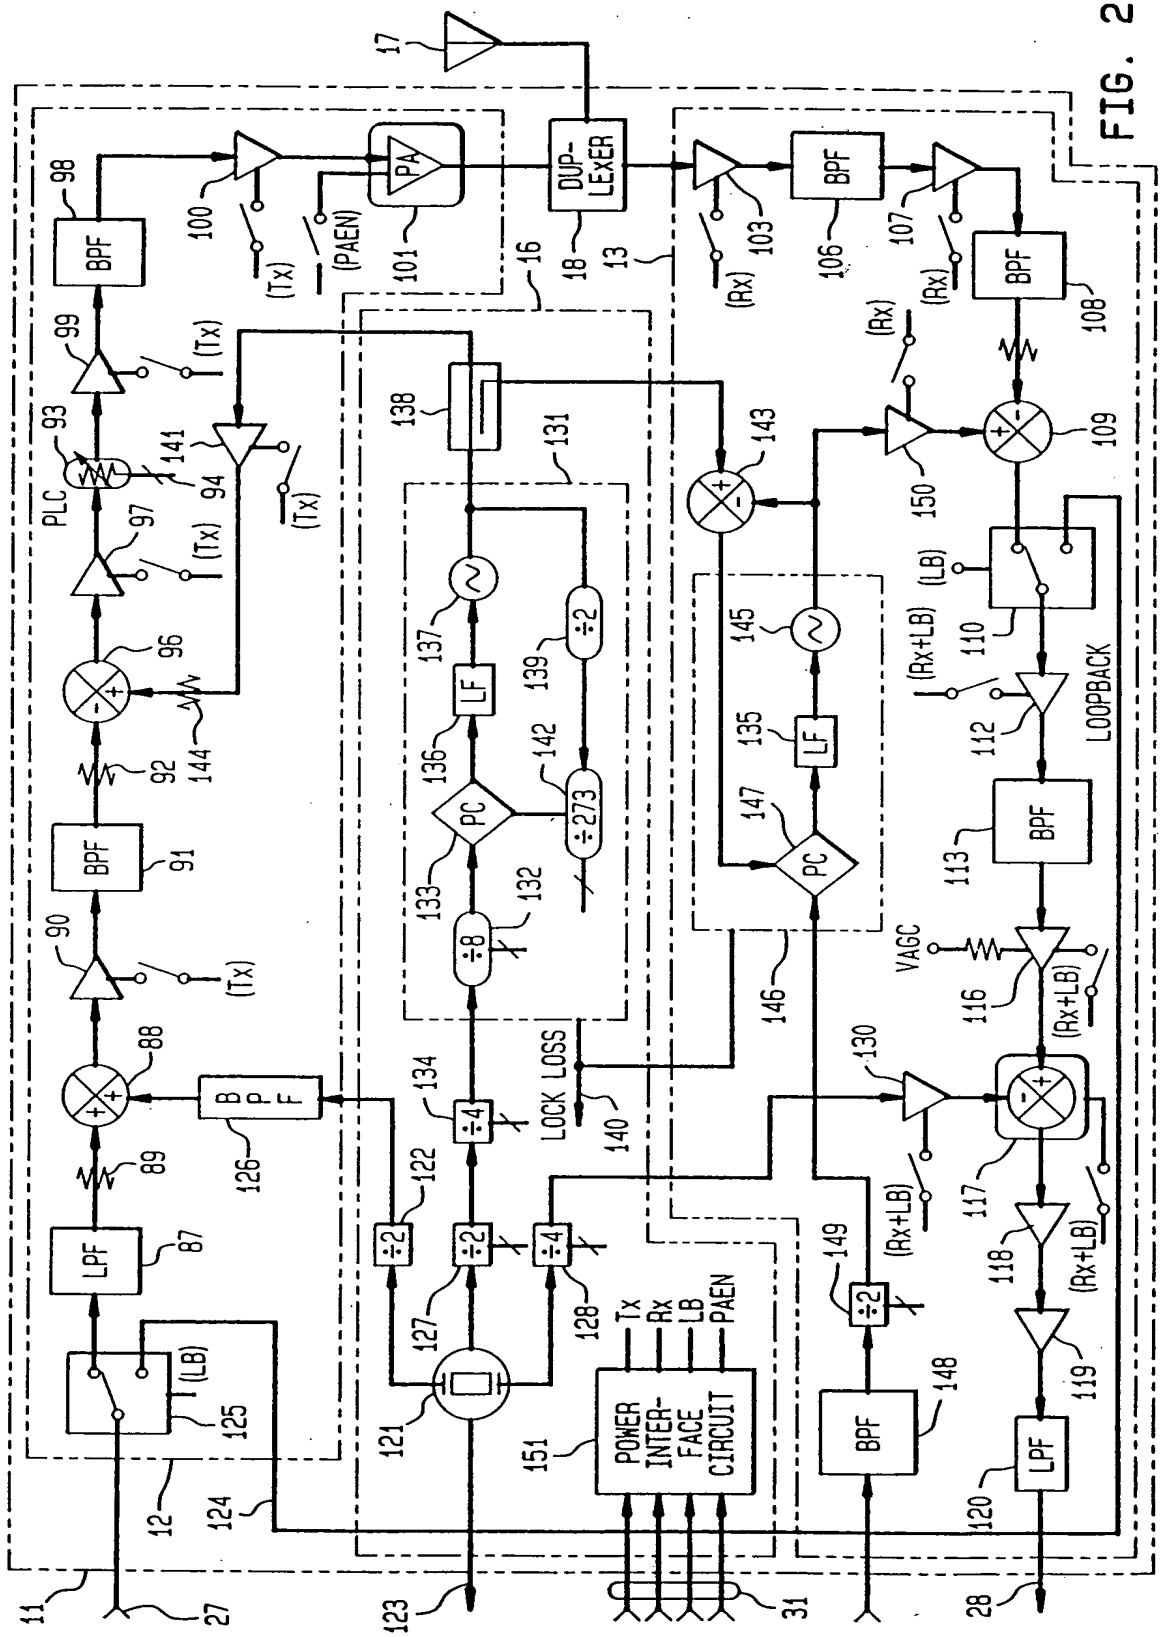 FIG. 2
11
27
12
124
125
(LB)
LPF
87
89
88
BPF
126
90
(Tx)
BPF
91
92
96
144
97
(Tx)
PLC
93
94
99
(Tx)
141
(Tx)
BPF
98
100
(Tx)
(PAEN)
PA
101
17
DUP-
LEXER
18
16
13
123
121
÷2
122
÷2
127
÷4
128
÷4
134
÷8
132
PC
133
LF
136
137
÷2
139
÷273
142
138
131
LOCK LOSS
140
31
151
POWER
INTER-
FACE
CIRCUIT
TX
RX
LB
PAEN
BPF
148
÷2
149
146
PC
147
LF
135
145
143
130
(Rx+LB)
103
(Rx)
BPF
106
107
(Rx)
BPF
108
109
150
(Rx)
(LB)
110
(Rx+LB)
112
LOOPBACK
BPF
113
VAGC
116
(Rx+LB)
117
(Rx+LB)
118
119
LPF
120
28